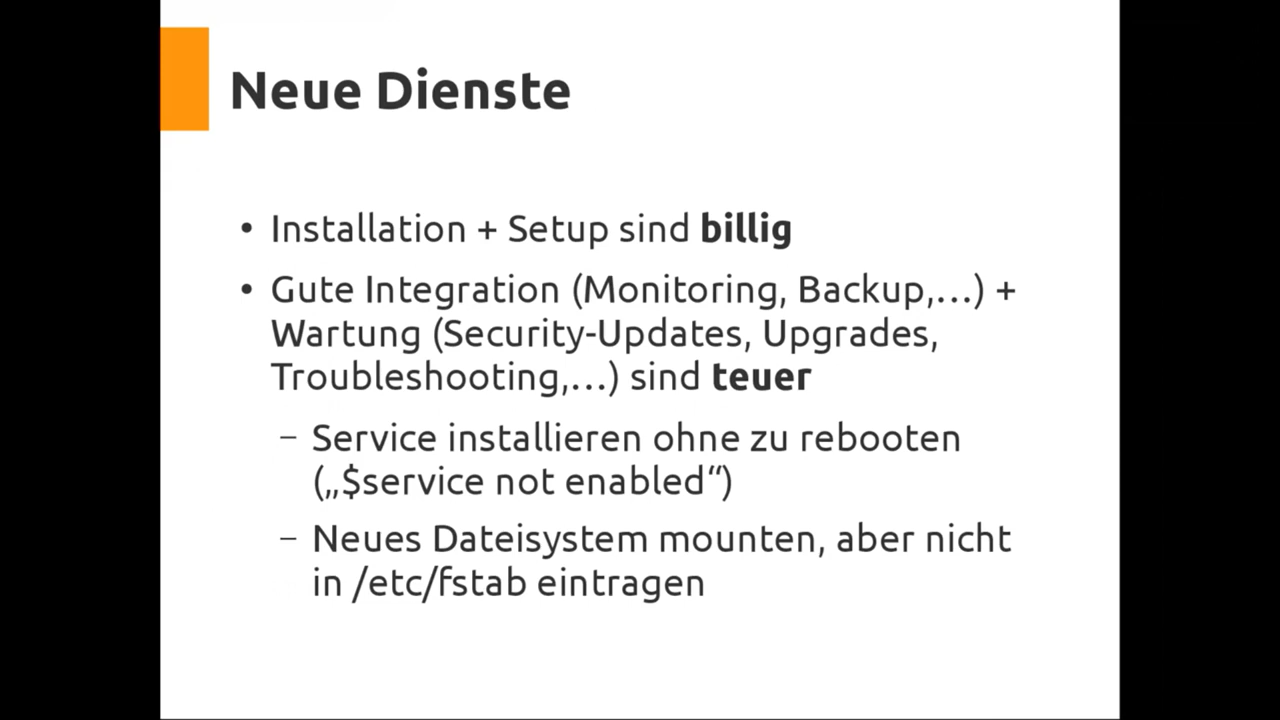 Neue Dienste
• Installation + Setup sind billig
• Gute Integration (Monitoring, Backup,…) +
Wartung (Security-Updates, Upgrades,
Troubleshooting,…) sind teuer
– Service installieren ohne zu rebooten
(„$service not enabled“)
– Neues Dateisystem mounten, aber nicht
in /etc/fstab eintragen